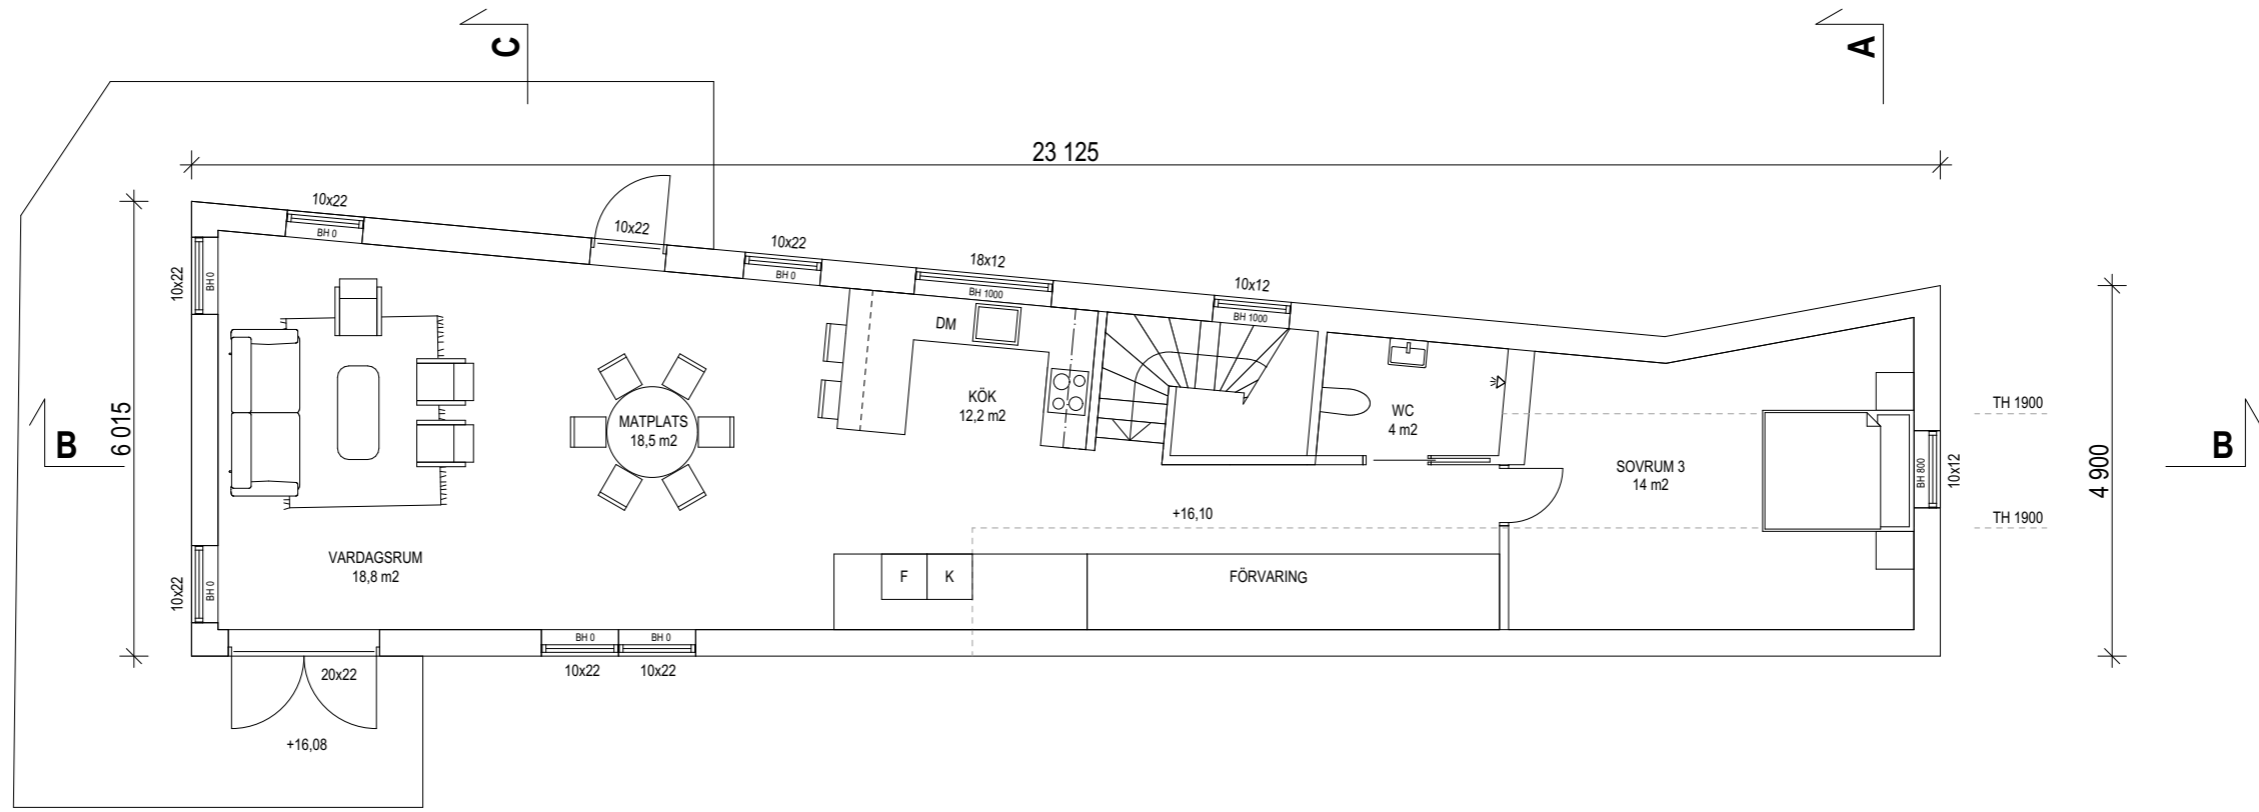 C
A
23 125
10x22
BH 0
10x22
10x22
BH 0
18x12
BH 1000
10x12
BH 1000
10x22
BH 0
DM
KÖK
12,2 m2
WC
4 m2
TH 1900
MATPLATS
18,5 m2
6 015
B
SOVRUM 3
14 m2
BH 800
10x12
4 900
B
+16,10
TH 1900
VARDAGSRUM
18,8 m2
F
K
FÖRVARING
10x22
BH 0
BH 0
BH 0
20x22
10x22
10x22
+16,08